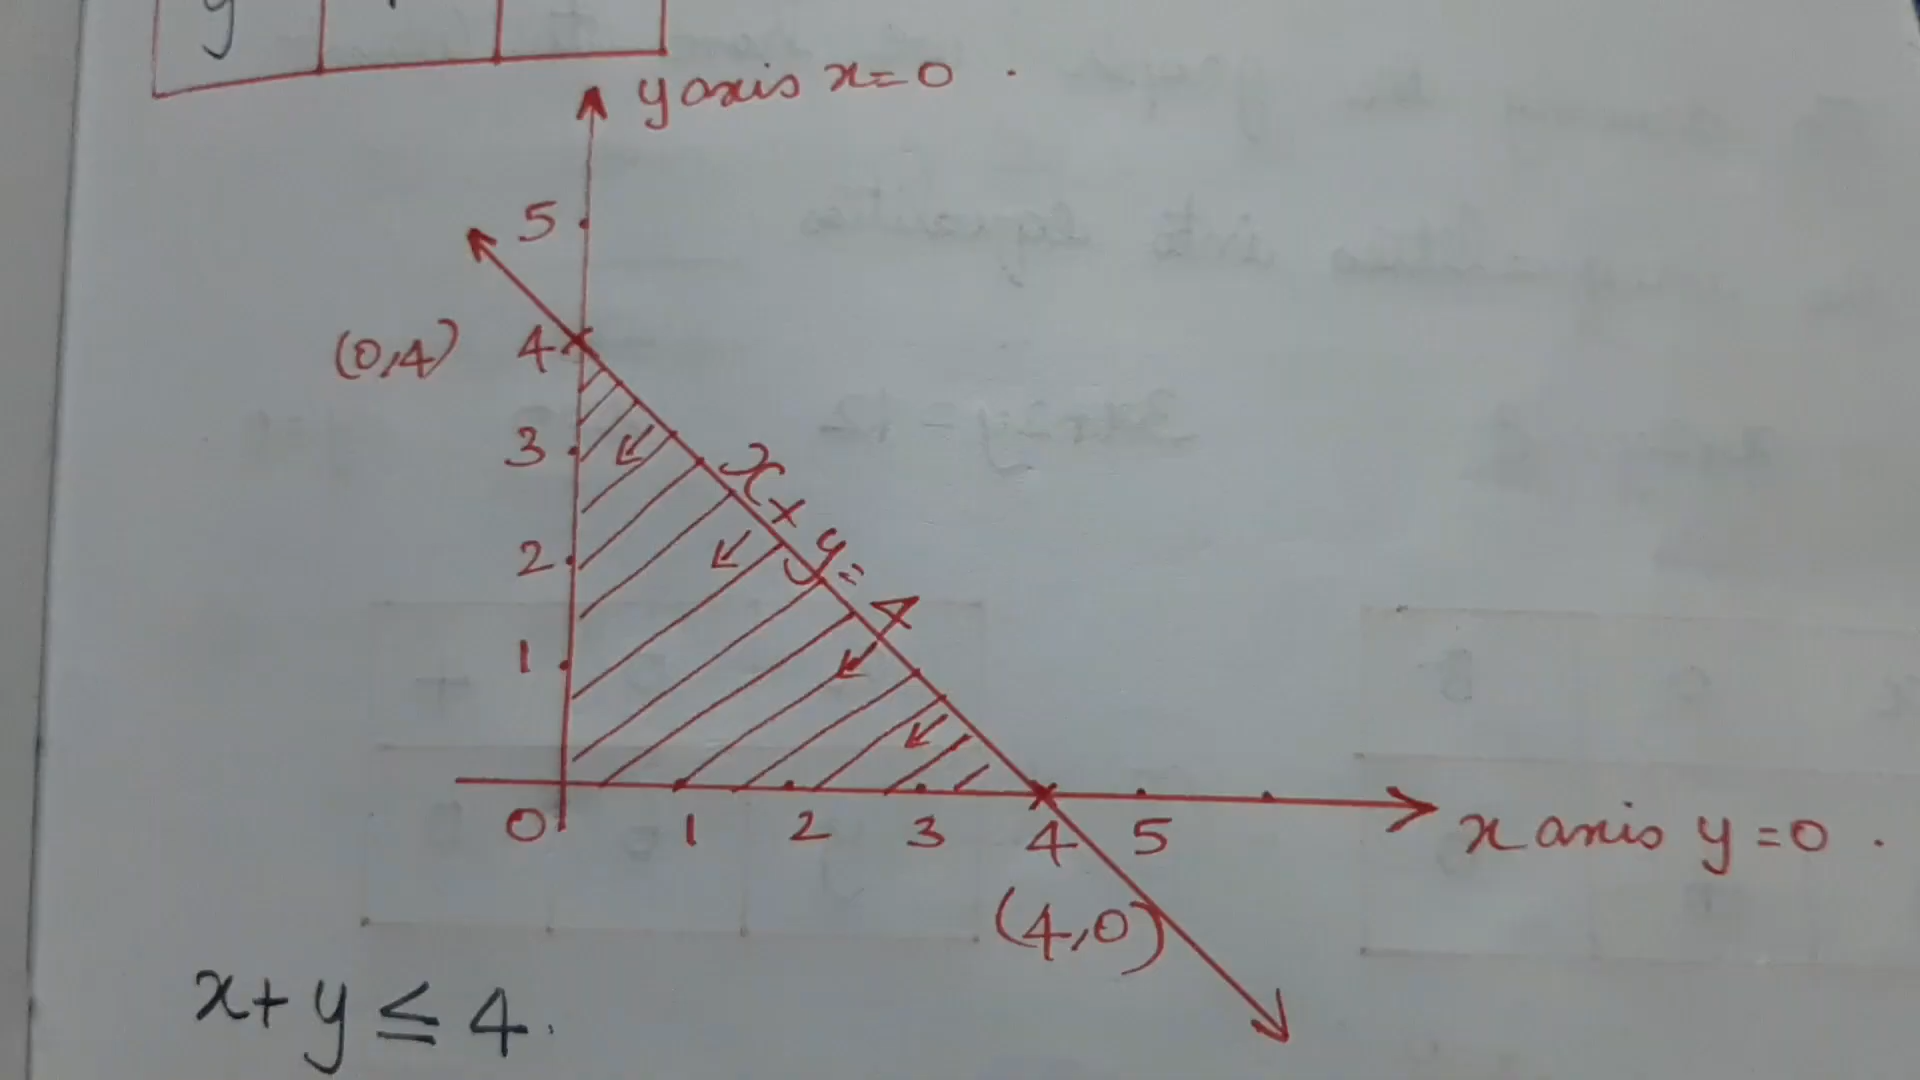 y
y axis x=0.
5
(0,4) 4
3
x+y=4
2
1
0 1 2 3 4 5
x axis y=0.
(4,0)
x+y≤4.